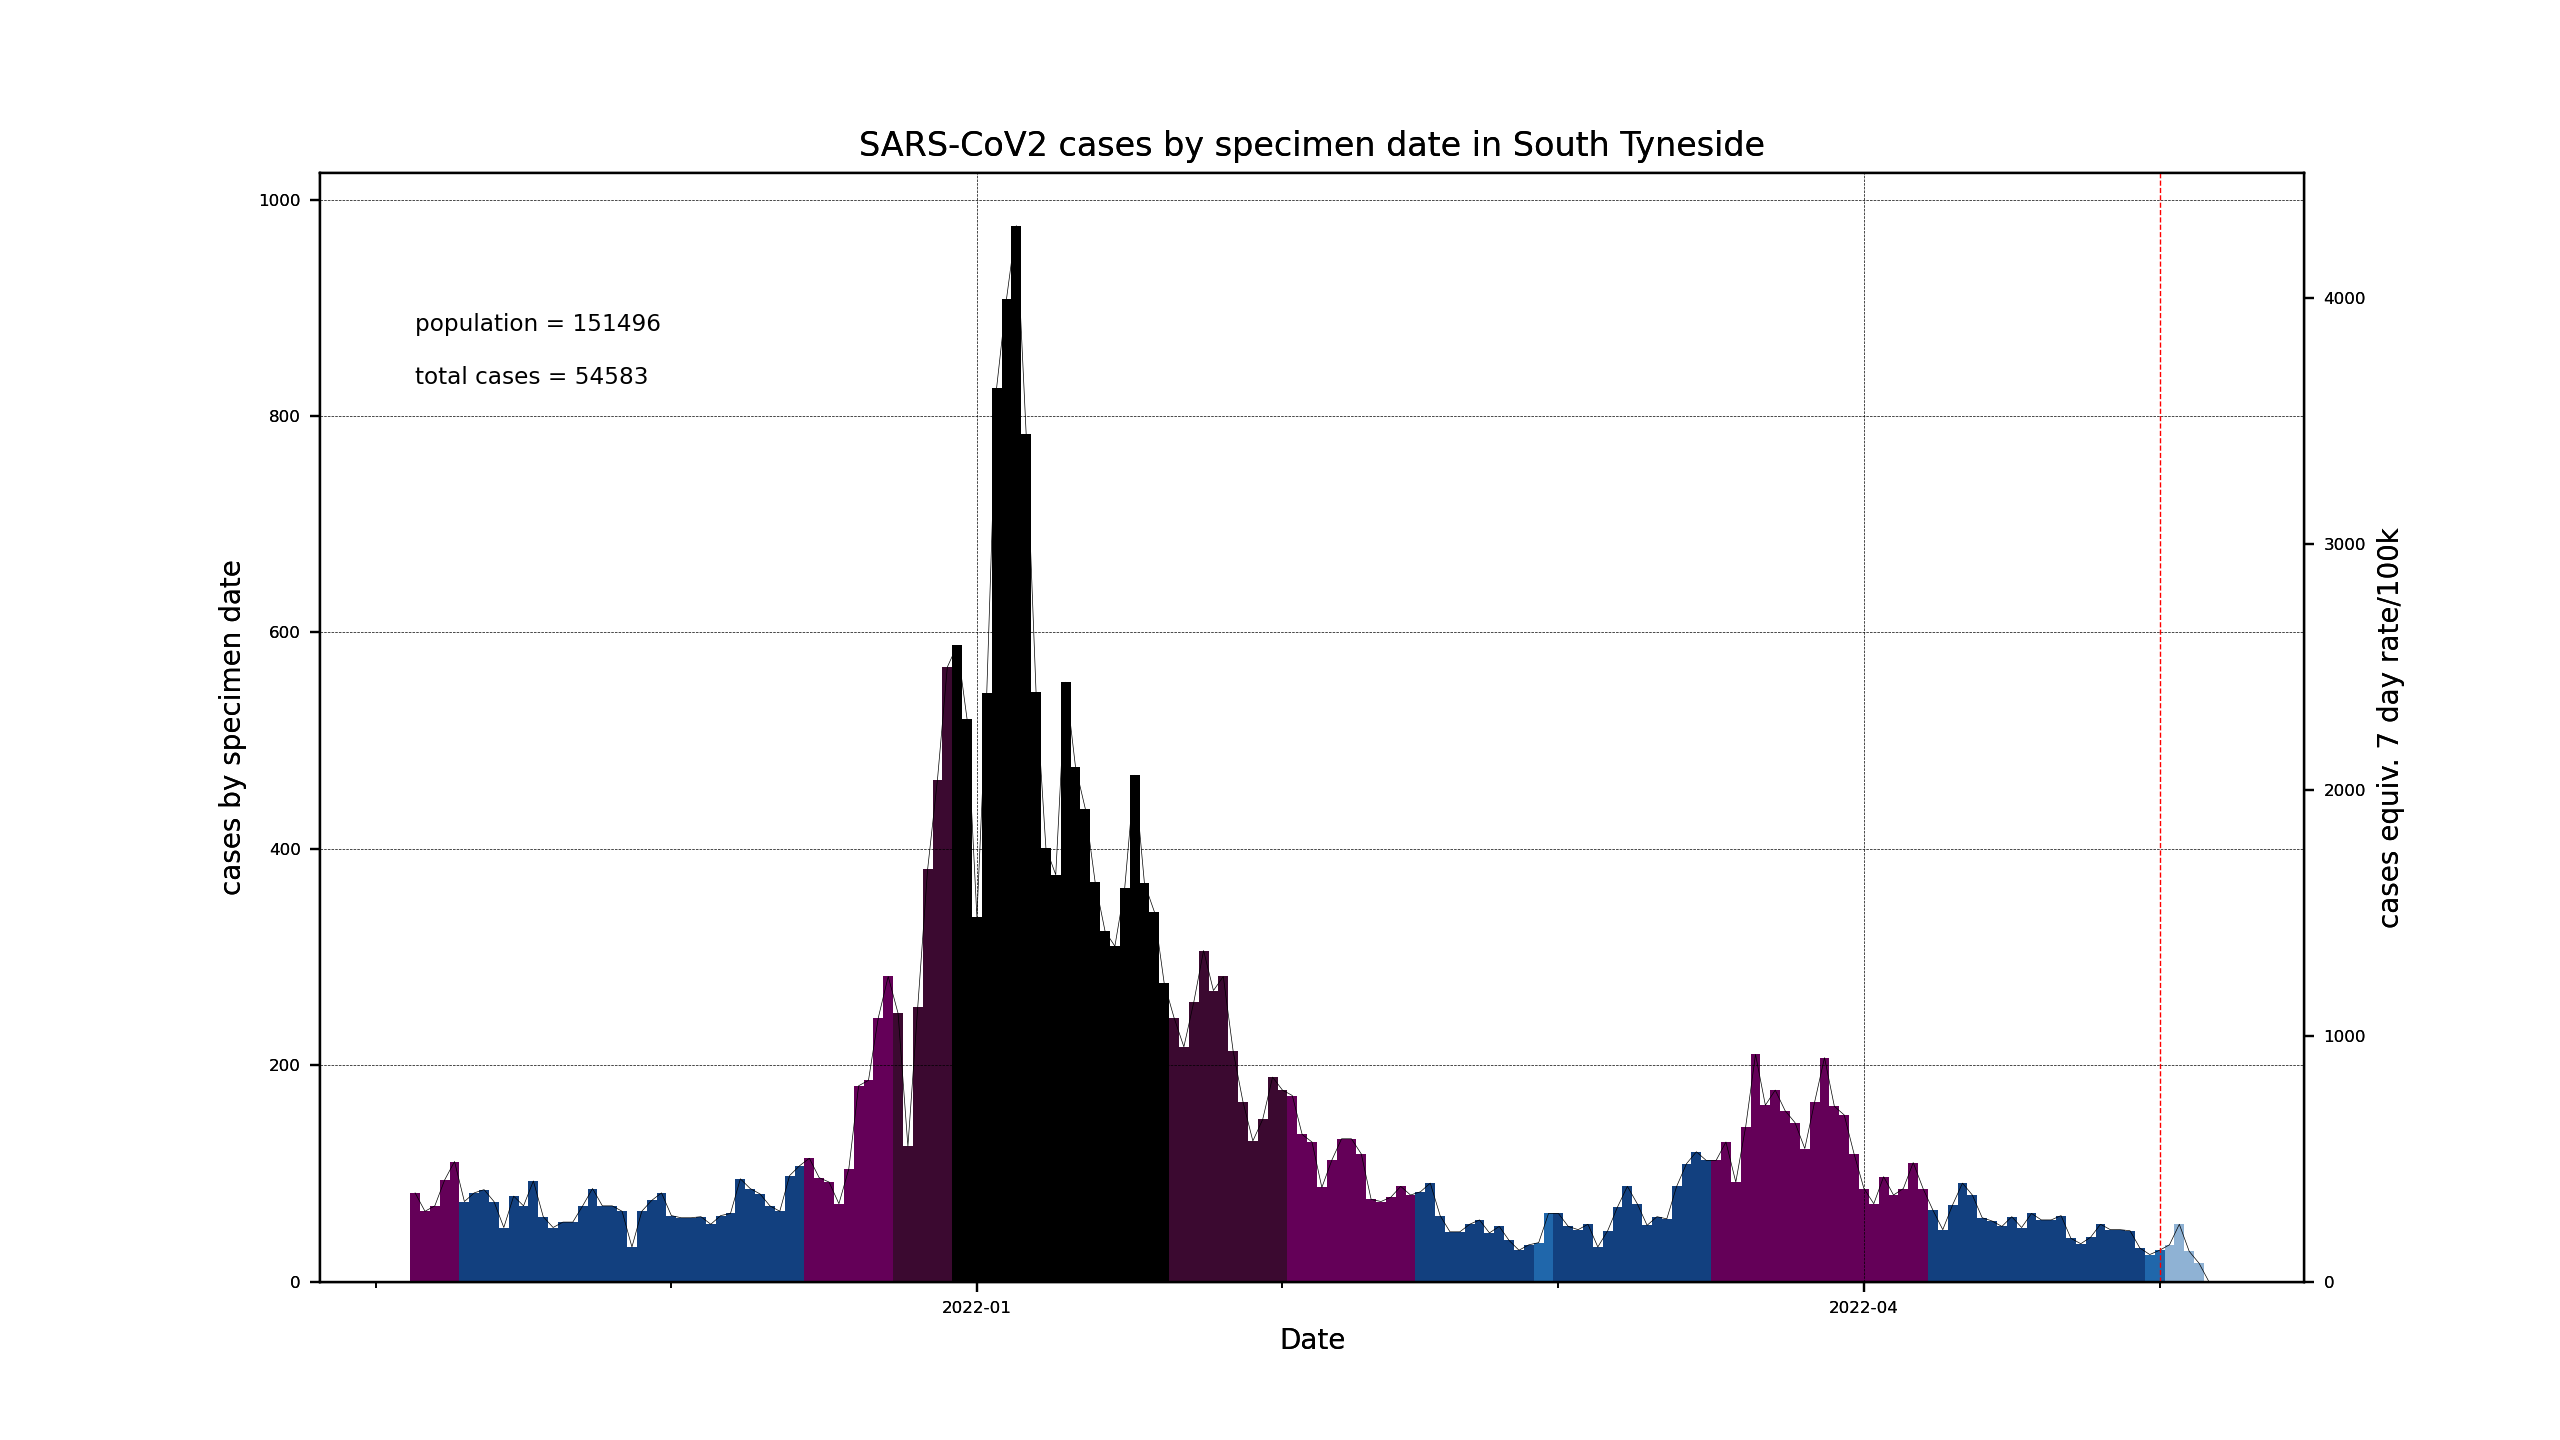 SARS-CoV2 cases by specimen date in South Tyneside
population = 151496
total cases = 54583
cases by specimen date
1000
800
600
400
200
0
4000
3000
2000
1000
0
cases equiv. 7 day rate/100k
2022-01
2022-04
Date